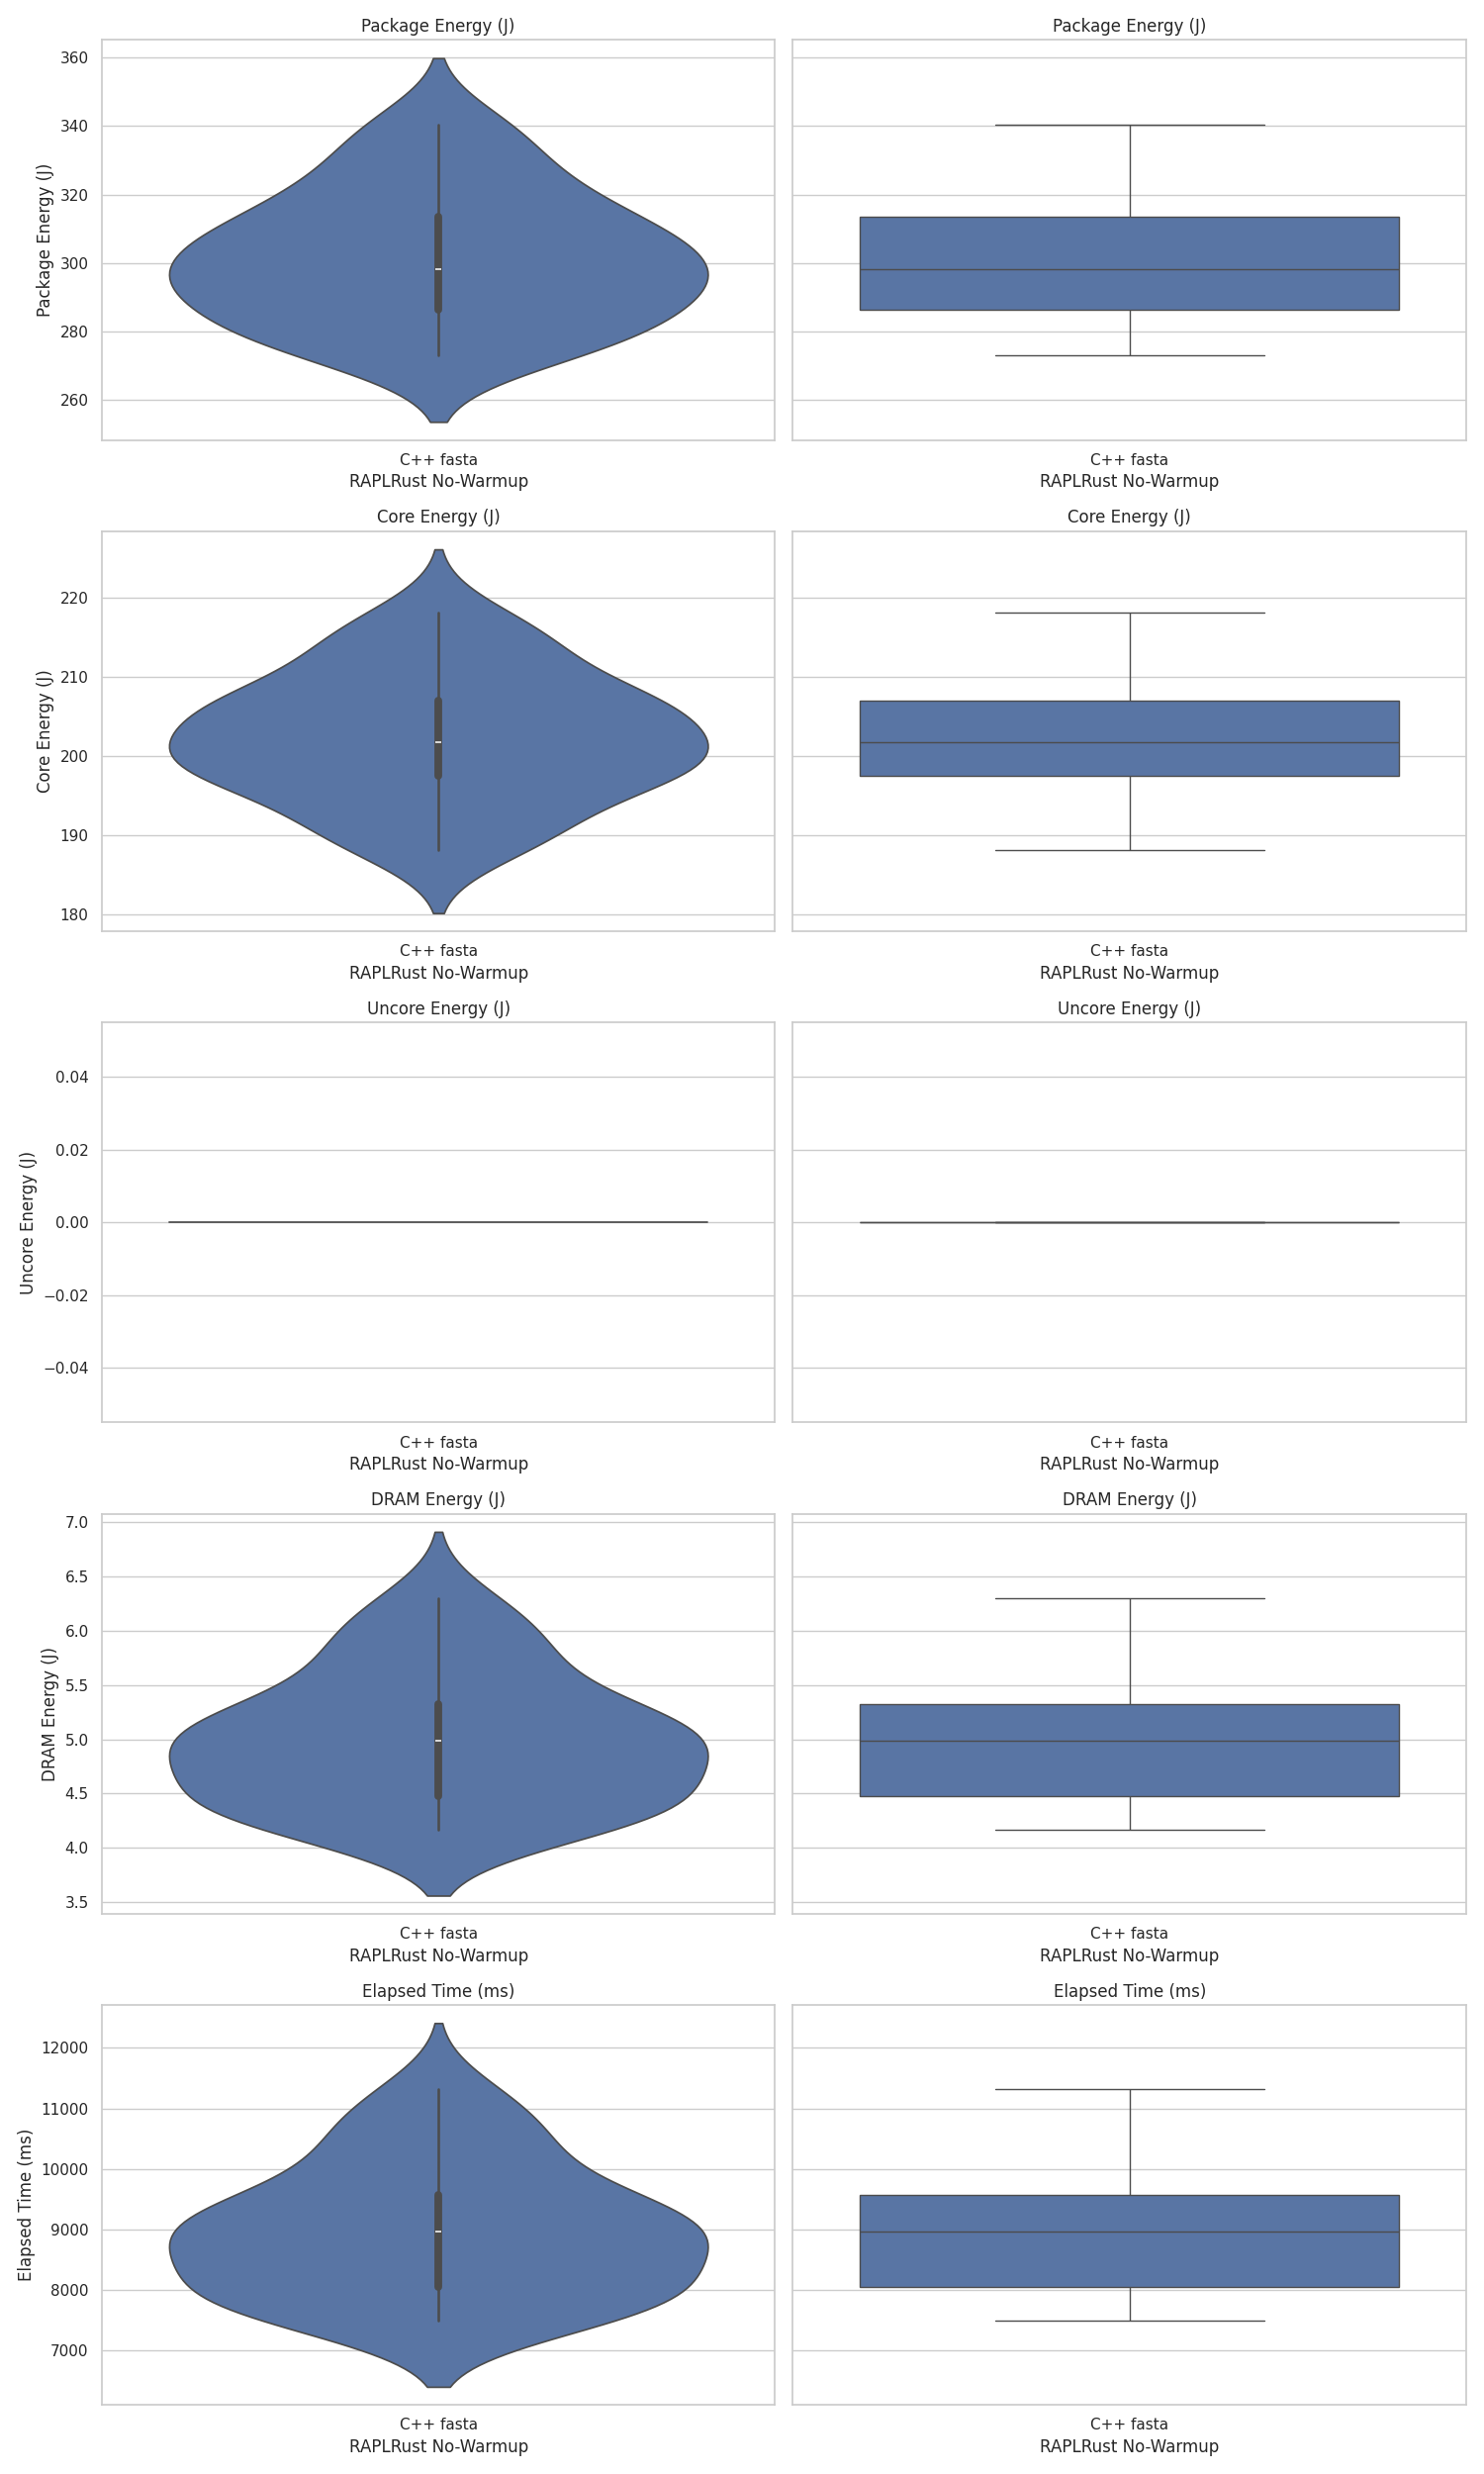 Package Energy (J)
Package Energy (J)
Package Energy (J)
360
340
320
300
280
260
C++ fasta
RAPLRust No-Warmup
C++ fasta
RAPLRust No-Warmup
Core Energy (J)
Core Energy (J)
Core Energy (J)
220
210
200
190
180
C++ fasta
RAPLRust No-Warmup
C++ fasta
RAPLRust No-Warmup
Uncore Energy (J)
Uncore Energy (J)
Uncore Energy (J)
0.04
0.02
0.00
−0.02
−0.04
C++ fasta
RAPLRust No-Warmup
C++ fasta
RAPLRust No-Warmup
DRAM Energy (J)
DRAM Energy (J)
DRAM Energy (J)
7.0
6.5
6.0
5.5
5.0
4.5
4.0
3.5
C++ fasta
RAPLRust No-Warmup
C++ fasta
RAPLRust No-Warmup
Elapsed Time (ms)
Elapsed Time (ms)
Elapsed Time (ms)
12000
11000
10000
9000
8000
7000
C++ fasta
RAPLRust No-Warmup
C++ fasta
RAPLRust No-Warmup